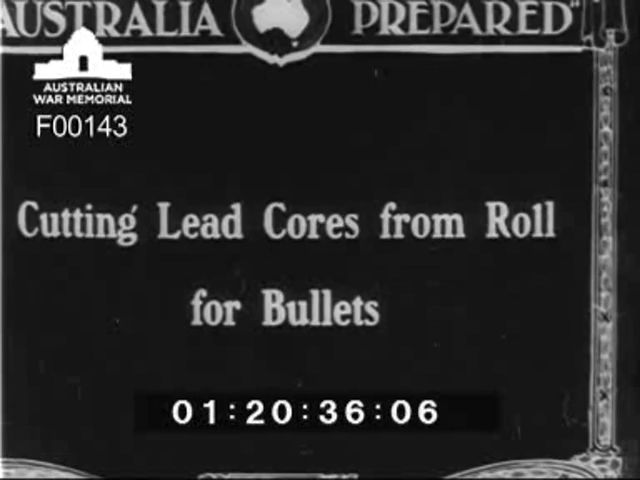 AUSTRALIA PREPARED"
AUSTRALIAN
WAR MEMORIAL
F00143
Cutting Lead Cores from Roll
for Bullets
01:20:36:06